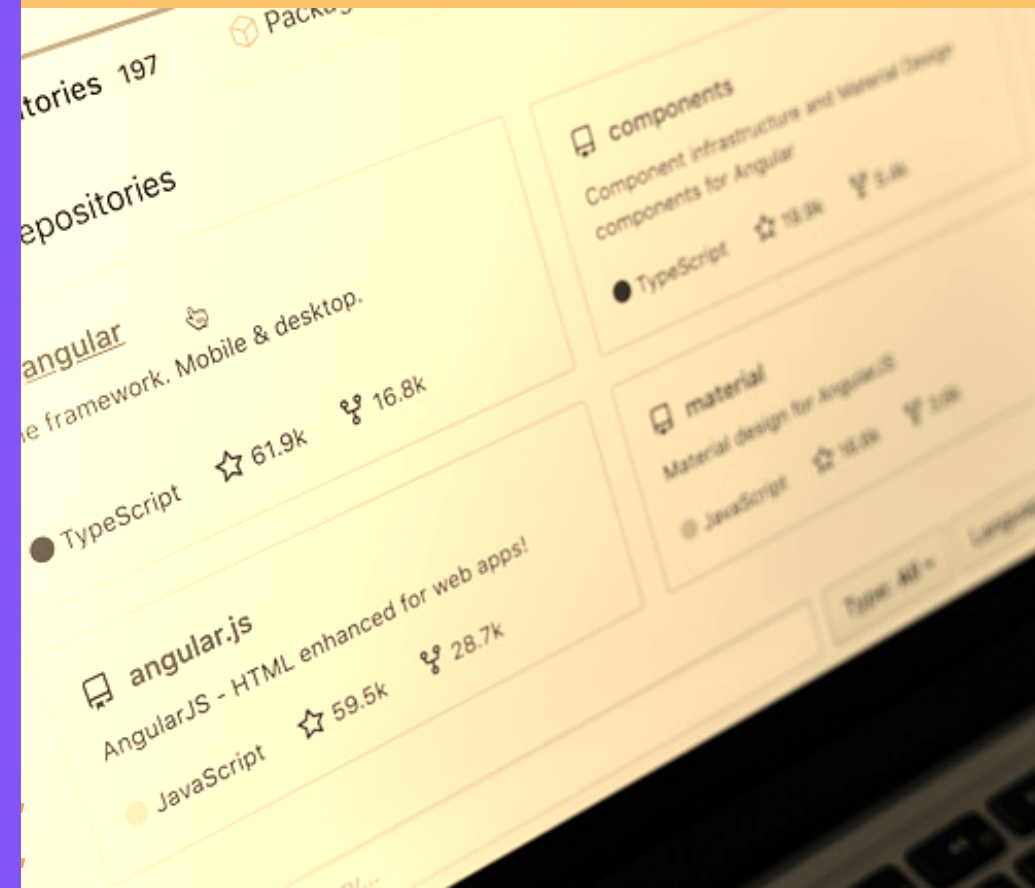 Packag
itories 197
epositories
angular
e framework. Mobile & desktop.
TypeScript 61.9k 16.8k
components
Component infrastructure and Material Design
components for Angular
TypeScript
angular.js
AngularJS - HTML enhanced for web apps!
JavaScript 59.5k 28.7k
material
Material design for AngularJS
JavaScript
Type: All